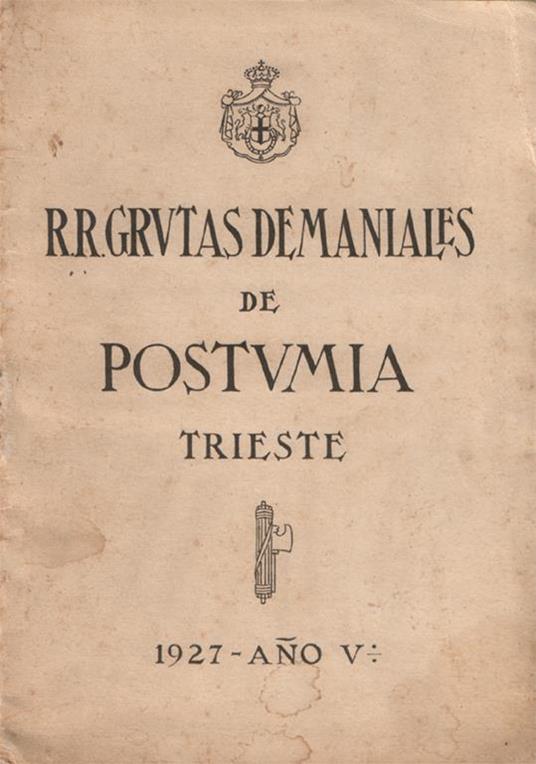 R.R. GRVTAS DEMANIALES
DE
POSTVMIA
TRIESTE
1927 - AÑO V÷